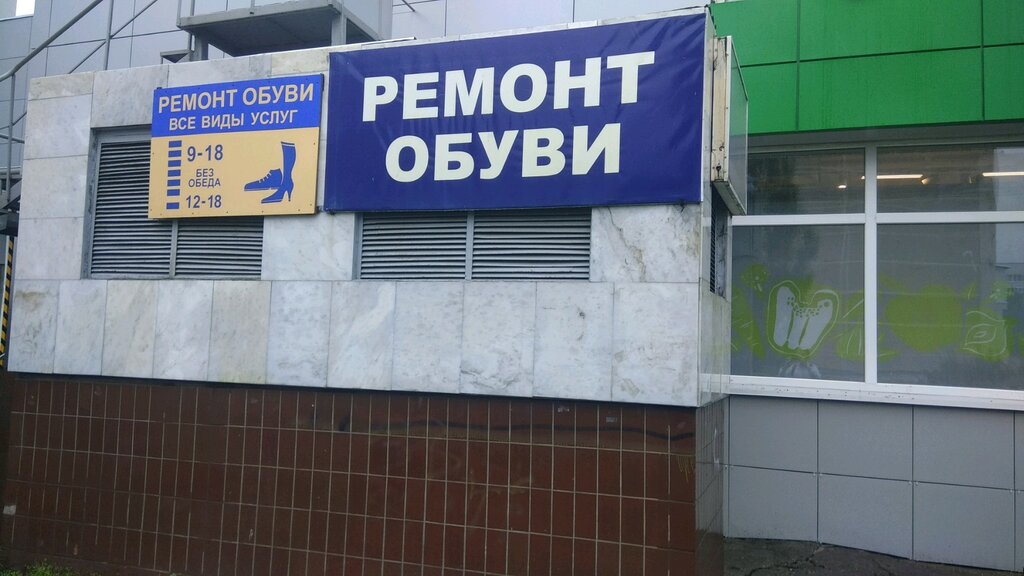 РЕМОНТ ОБУВИ
ВСЕ ВИДЫ УСЛУГ
9-18
БЕЗ
ОБЕДА
12-18
РЕМОНТ
ОБУВИ